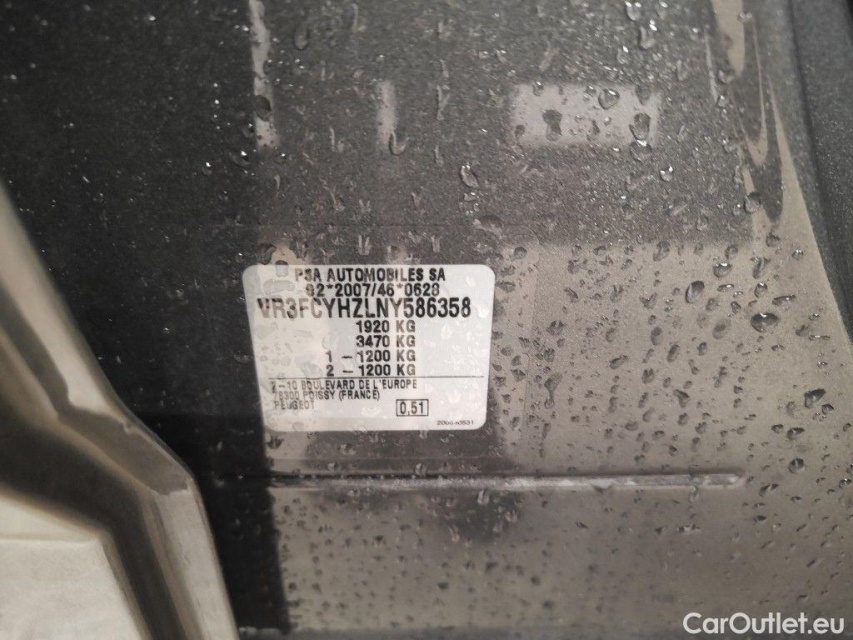 PSA AUTOMOBILES SA
02*2007/46*0628
VR3FCYHZLNY586358
1920 KG
3470 KG
1 – 1200 KG
2 – 1200 KG
2–10 BOULEVARD DE L'EUROPE
78300 POISSY (FRANCE)
PEUGEOT
0,51
CarOutlet.eu